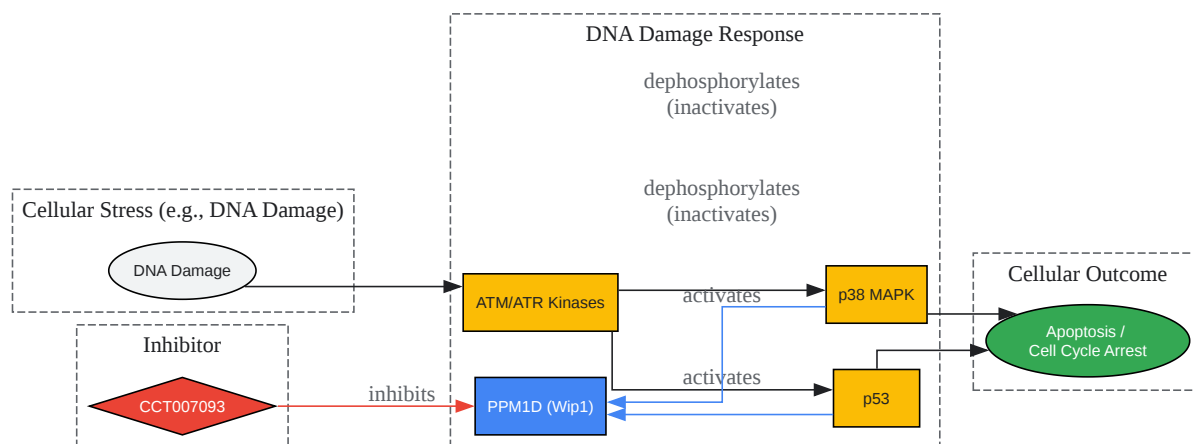 DNA Damage Response
dephosphorylates
(inactivates)
dephosphorylates
(inactivates)
Cellular Stress (e.g., DNA Damage)
DNA Damage
ATM/ATR Kinases
activates
p38 MAPK
Cellular Outcome
Apoptosis /
Cell Cycle Arrest
Inhibitor
CCT007093
inhibits
PPM1D (Wip1)
activates
p53